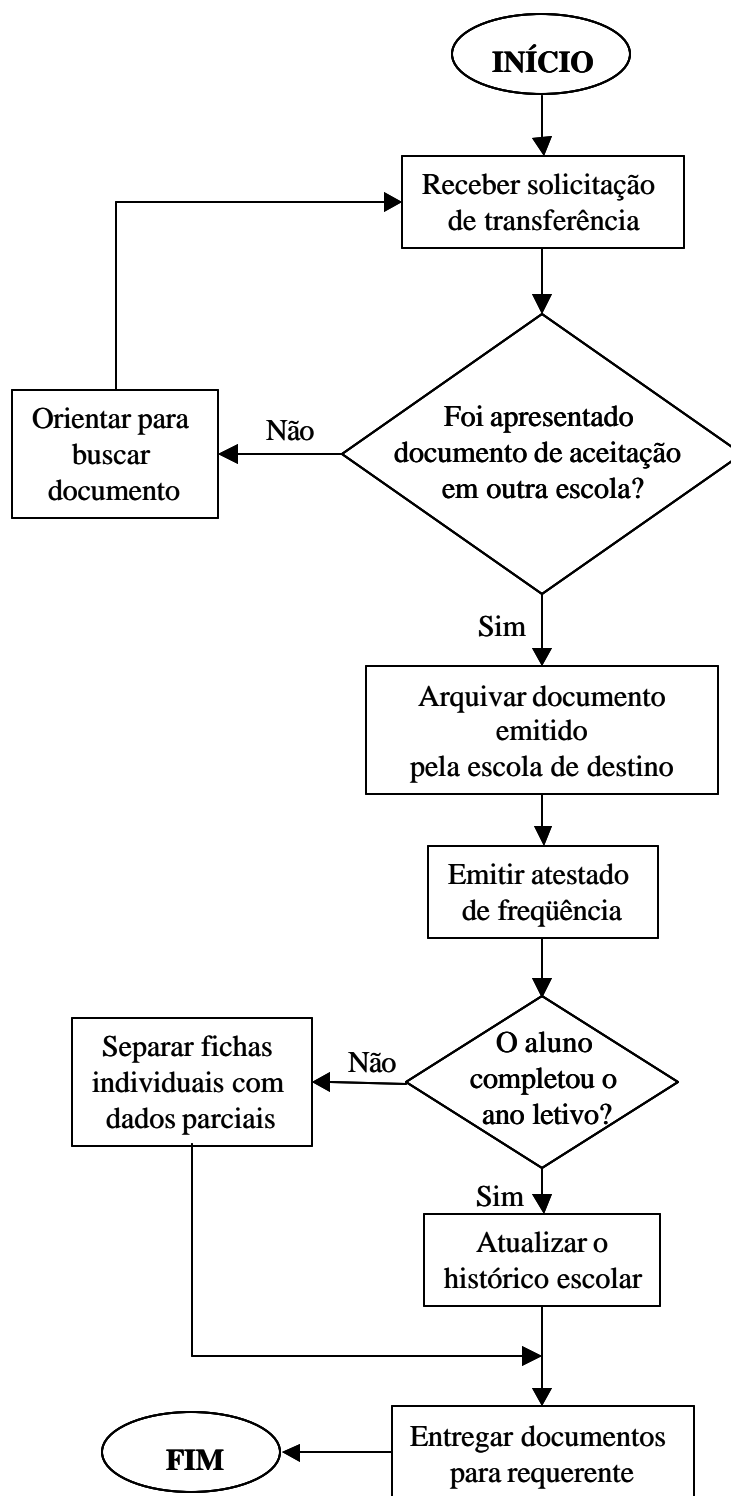 INÍCIO
Receber solicitação
de transferência
Orientar para
buscar
documento
Não
Foi apresentado
documento de aceitação
em outra escola?
Sim
Arquivar documento
emitido
pela escola de destino
Emitir atestado
de freqüência
Separar fichas
individuais com
dados parciais
Não
O aluno
completou o
ano letivo?
Sim
Atualizar o
histórico escolar
Entregar documentos
para requerente
FIM